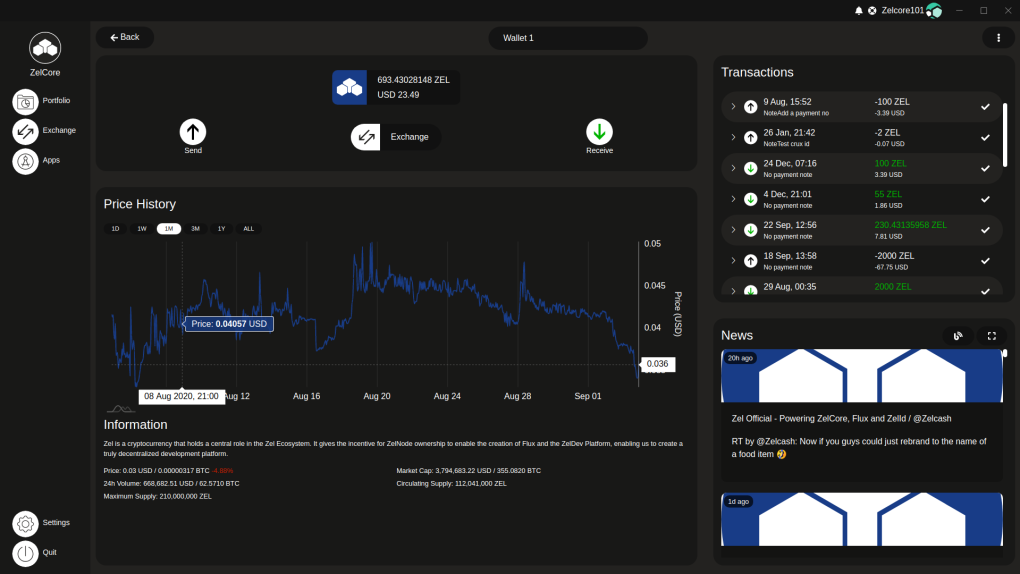 Zelcore101
ZelCore
Portfolio
Exchange
Apps
Settings
Quit
Back
Wallet 1
693.43028148 ZEL
USD 23.49
Send
Exchange
Receive
Price History
1D 1W 1M 3M 1Y ALL
0.05
0.045
0.04
0.036
Price (USD)
Price: 0.04057 USD
08 Aug 2020, 21:00
Aug 12 Aug 16 Aug 20 Aug 24 Aug 28 Sep 01
Information
Zel is a cryptocurrency that holds a central role in the Zel Ecosystem. It gives the incentive for ZelNode ownership to enable the creation of Flux and the ZelDev Platform, enabling us to create a
truly decentralized development platform.
Price: 0.03 USD / 0.00000317 BTC -4.88%
Market Cap: 3,794,683.22 USD / 355.0820 BTC
24h Volume: 668,682.51 USD / 62.5710 BTC
Circulating Supply: 112,041,000 ZEL
Maximum Supply: 210,000,000 ZEL
Transactions
9 Aug, 15:52 -100 ZEL
NoteAdd a payment no -3.39 USD
26 Jan, 21:42 -2 ZEL
NoteTest crux id -0.07 USD
24 Dec, 07:16 100 ZEL
No payment note 3.39 USD
4 Dec, 21:01 55 ZEL
No payment note 1.86 USD
22 Sep, 12:56 230.43135958 ZEL
No payment note 7.81 USD
18 Sep, 13:58 -2000 ZEL
No payment note -67.75 USD
29 Aug, 00:35 2000 ZEL
News
20h ago
Zel Official - Powering ZelCore, Flux and ZelId / @Zelcash
RT by @Zelcash: Now if you guys could just rebrand to the name of
a food item 🤣
1d ago